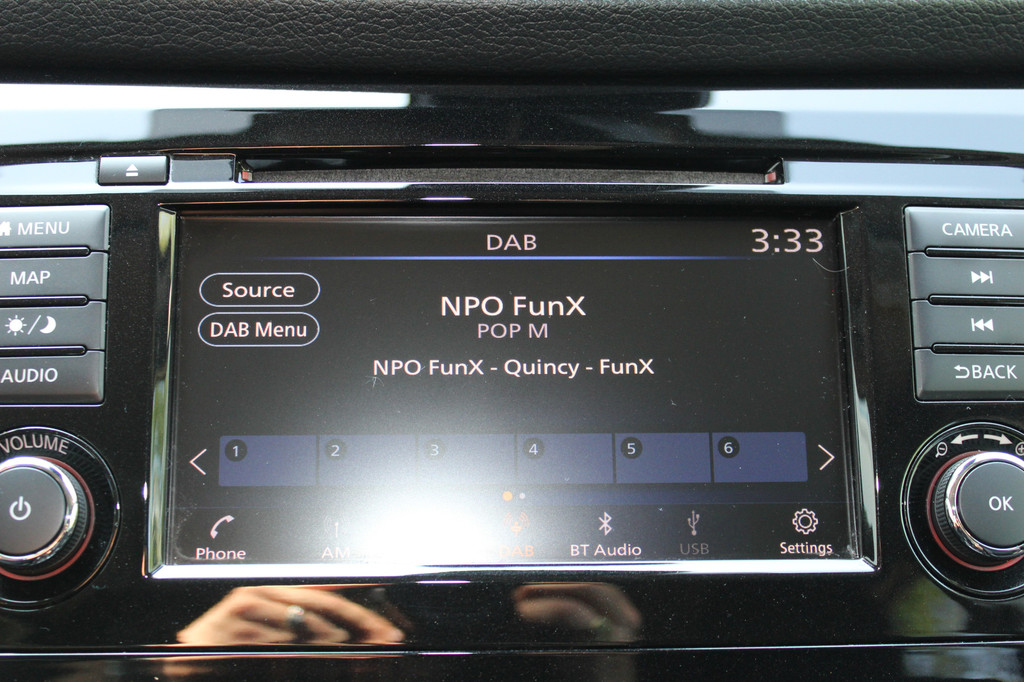 DAB 3:33
MENU
CAMERA
MAP
Source
NPO FunX
DAB Menu
POP M
NPO FunX - Quincy - FunX
AUDIO
BACK
VOLUME
1 2 3 4 5 6
OK
Phone AM DAB BT Audio USB Settings